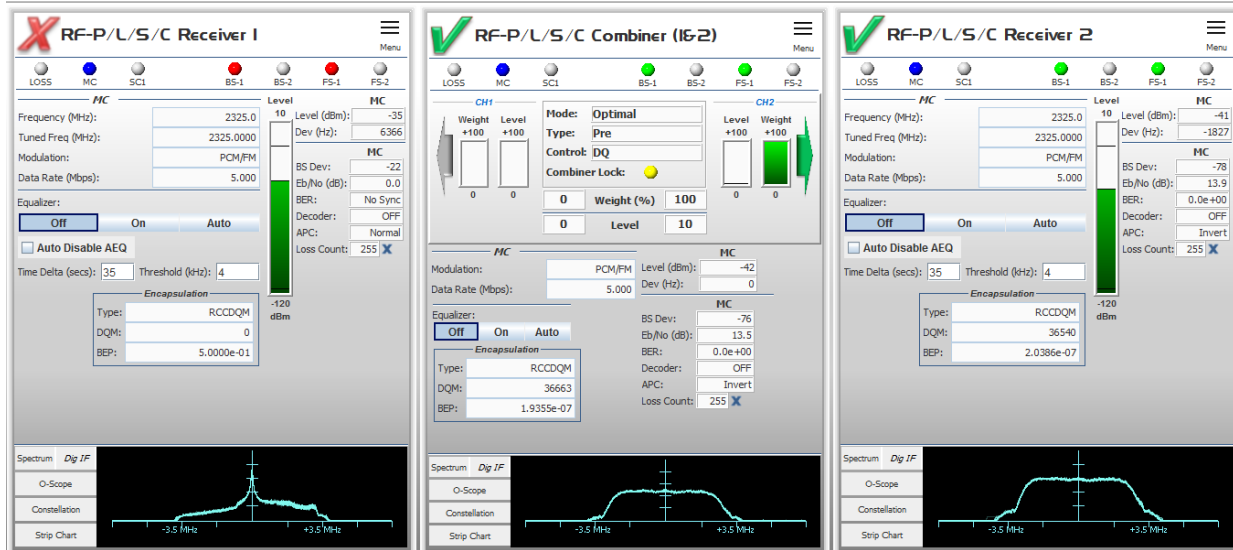 RF-P/L/S/C Receiver 1
Menu
LOSS MC SC1 BS-1 BS-2 FS-1 FS-2
MC
Frequency (MHz): 2325.0
Tuned Freq (MHz): 2325.0000
Modulation: PCM/FM
Data Rate (Mbps): 5.000
Equalizer:
Off On Auto
Auto Disable AEQ
Time Delta (secs): 35 Threshold (kHz): 4
Encapsulation
Type: RCCDQM
DQM: 0
BEP: 5.0000e-01
Level
10
-120
dBm
MC
Level (dBm): -35
Dev (Hz): 6366
MC
BS Dev: -22
Eb/No (dB): 0.0
BER: No Sync
Decoder: OFF
APC: Normal
Loss Count: 255 X
Spectrum Dig IF
O-Scope
Constellation
Strip Chart
-3.5 MHz +3.5 MHz
RF-P/L/S/C Combiner (1&2)
Menu
LOSS MC SC1 BS-1 BS-2 FS-1 FS-2
CH1
Weight Level
+100 +100
0 0
Mode: Optimal
Type: Pre
Control: DQ
Combiner Lock:
0 Weight (%) 100
0 Level 10
CH2
Level Weight
+100 +100
0 0
MC
Modulation: PCM/FM
Data Rate (Mbps): 5.000
Equalizer:
Off On Auto
Encapsulation
Type: RCCDQM
DQM: 36663
BEP: 1.9355e-07
MC
Level (dBm): -42
Dev (Hz): 0
MC
BS Dev: -76
Eb/No (dB): 13.5
BER: 0.0e+00
Decoder: OFF
APC: Invert
Loss Count: 255 X
Spectrum Dig IF
O-Scope
Constellation
Strip Chart
-3.5 MHz +3.5 MHz
RF-P/L/S/C Receiver 2
Menu
LOSS MC SC1 BS-1 BS-2 FS-1 FS-2
MC
Frequency (MHz): 2325.0
Tuned Freq (MHz): 2325.0000
Modulation: PCM/FM
Data Rate (Mbps): 5.000
Equalizer:
Off On Auto
Auto Disable AEQ
Time Delta (secs): 35 Threshold (kHz): 4
Encapsulation
Type: RCCDQM
DQM: 36540
BEP: 2.0386e-07
Level
10
-120
dBm
MC
Level (dBm): -41
Dev (Hz): -1827
MC
BS Dev: -78
Eb/No (dB): 13.9
BER: 0.0e+00
Decoder: OFF
APC: Invert
Loss Count: 255 X
Spectrum Dig IF
O-Scope
Constellation
Strip Chart
-3.5 MHz +3.5 MHz